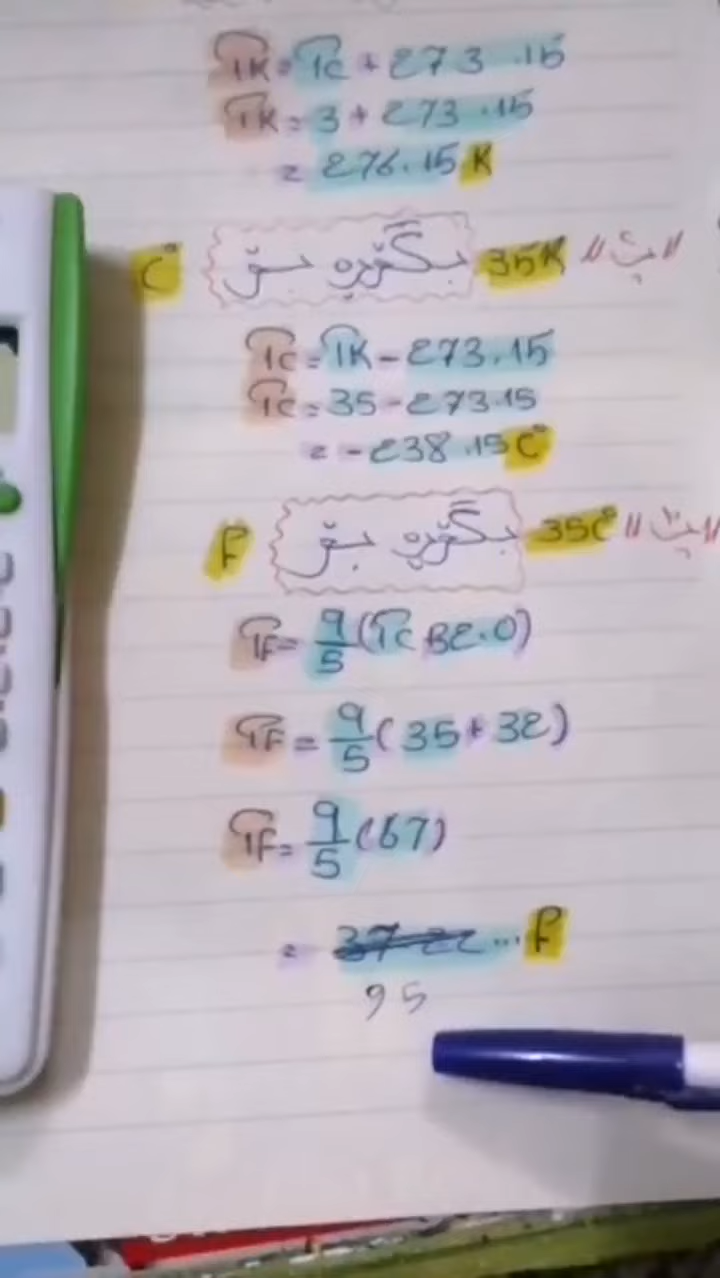 TK = Tc + 273.15
TK = 3 + 273.15
= 276.15 K
"ب" 35K بگۆڕە بۆ C°
Tc = TK - 273.15
Tc = 35 - 273.15
= -238.15 C°
"پ" 35C° بگۆڕە بۆ F
TF = 9/5 (Tc 32.0)
TF = 9/5 (35 + 32)
TF = 9/5 (67)
= ... F
95